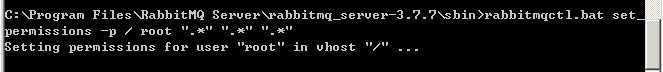 C:\Program Files\RabbitMQ Server\rabbitmq_server-3.7.7\sbin>rabbitmqctl.bat set_
permissions -p / root ".*" ".*" ".*"
Setting permissions for user "root" in vhost "/" ...